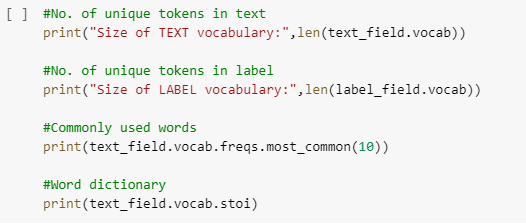 [ ] #No. of unique tokens in text
print("Size of TEXT vocabulary:",len(text_field.vocab))
#No. of unique tokens in label
print("Size of LABEL vocabulary:",len(label_field.vocab))
#Commonly used words
print(text_field.vocab.freqs.most_common(10))
#Word dictionary
print(text_field.vocab.stoi)